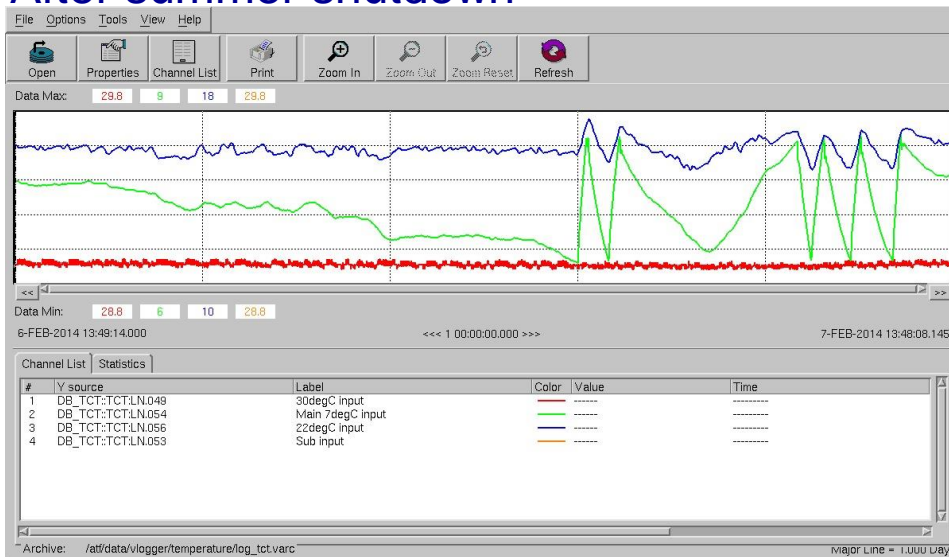 After summer shutdown
File Options Tools View Help
Open Properties Channel List Print Zoom In Zoom Out Zoom Reset Refresh
Data Max: 29.8 9 18 29.8
<< >>
Data Min: 28.8 6 10 28.8
6-FEB-2014 13:49:14.000 <<< 1 00:00:00.000 >>> 7-FEB-2014 13:48:08.145
Channel List Statistics
# Y source Label Color Value Time
1 DB_TCT::TCT:LN.049 30degC input ------ ---------
2 DB_TCT::TCT:LN.054 Main 7degC input ------ ---------
3 DB_TCT::TCT:LN.056 22degC input ------ ---------
4 DB_TCT::TCT:LN.053 Sub input ------ ---------
Archive: /atf/data/vlogger/temperature/log_tct.varc Major Line = 1.000 Day